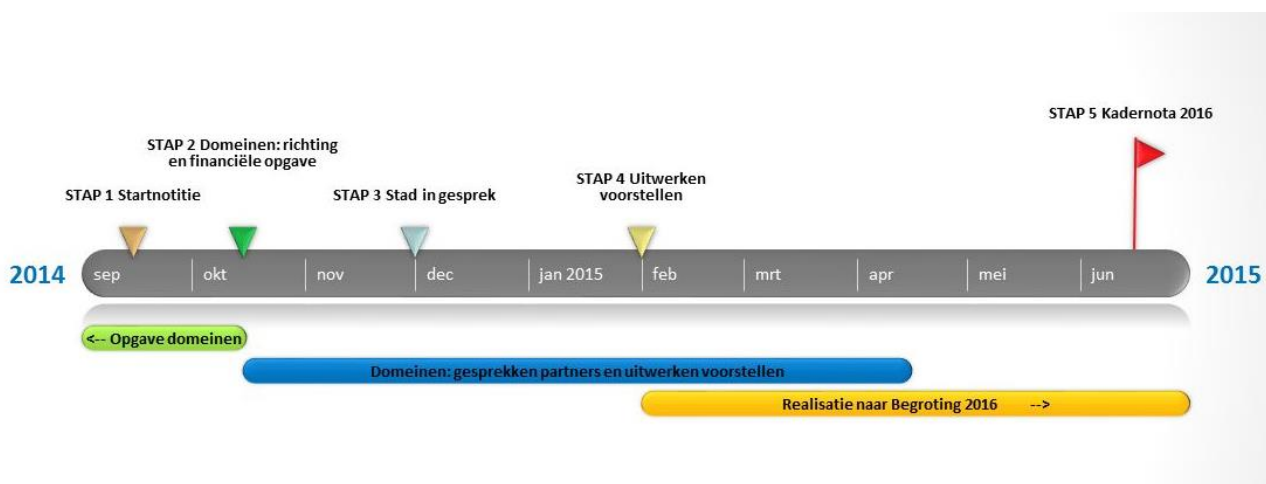 STAP 5 Kadernota 2016
STAP 2 Domeinen: richting
en financiële opgave
STAP 4 Uitwerken
voorstellen
STAP 1 Startnotitie
STAP 3 Stad in gesprek
2014 sep okt nov dec jan 2015 feb mrt apr mei jun 2015
<-- Opgave domeinen
Domeinen: gesprekken partners en uitwerken voorstellen
Realisatie naar Begroting 2016 -->